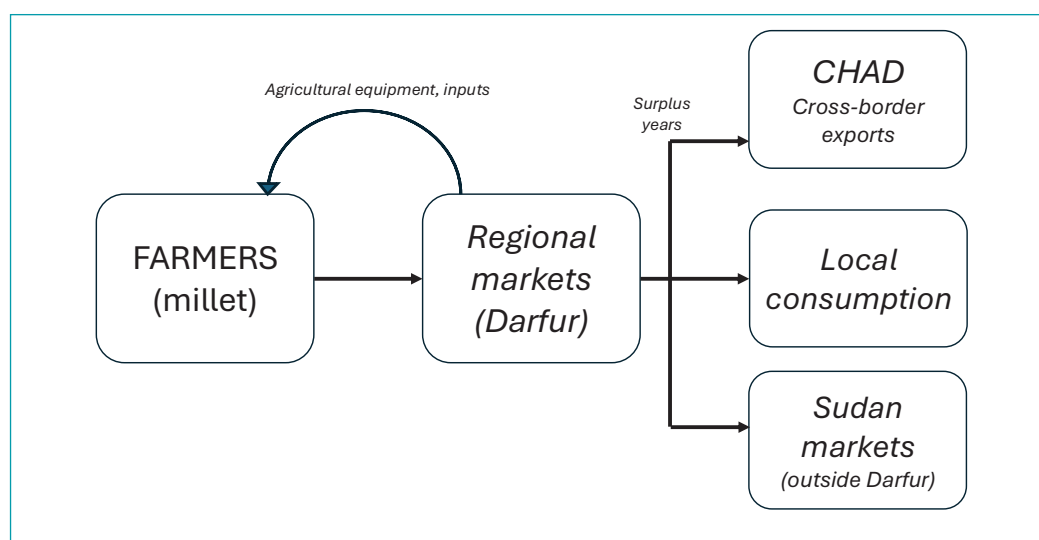 Agricultural equipment, inputs
FARMERS
(millet)
Regional
markets
(Darfur)
Surplus
years
CHAD
Cross-border
exports
Local
consumption
Sudan
markets
(outside Darfur)